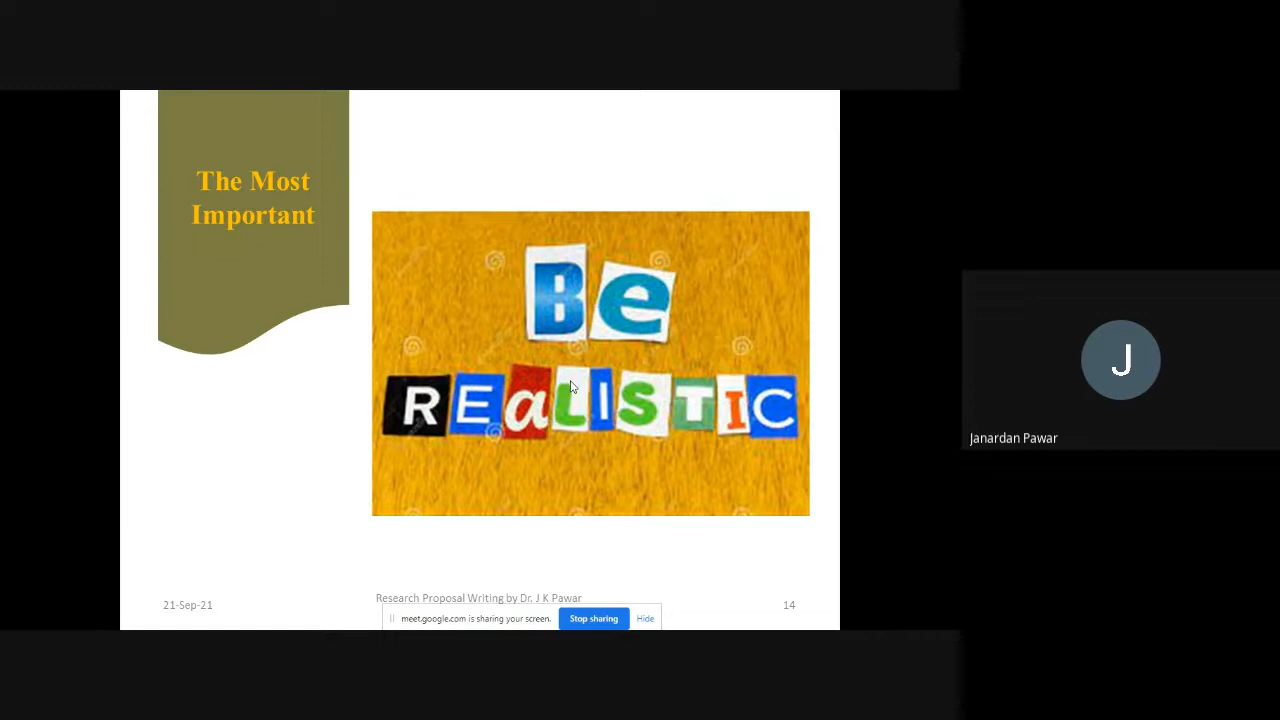 The Most
Important
Be
REaLISTIC
21-Sep-21
Research Proposal Writing by Dr. J K Pawar
14
meet.google.com is sharing your screen.
Stop sharing
Hide
J
Janardan Pawar